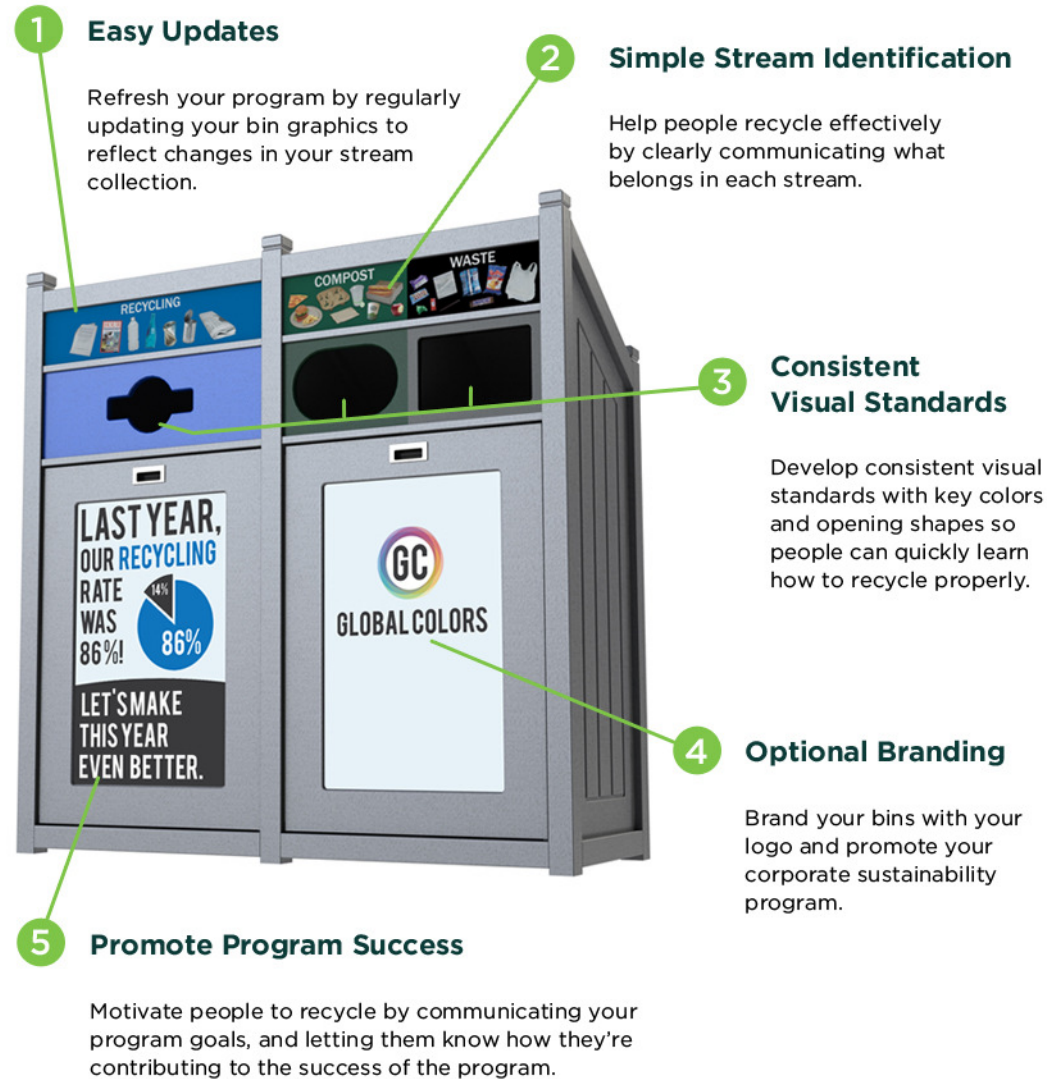 1
Easy Updates
Refresh your program by regularly
updating your bin graphics to
reflect changes in your stream
collection.
2
Simple Stream Identification
Help people recycle effectively
by clearly communicating what
belongs in each stream.
RECYCLING
COMPOST
WASTE
3
Consistent
Visual Standards
Develop consistent visual
standards with key colors
and opening shapes so
people can quickly learn
how to recycle properly.
LAST YEAR,
OUR RECYCLING
RATE
WAS
86%!
14%
86%
LET'S MAKE
THIS YEAR
EVEN BETTER.
GC
GLOBAL COLORS
4
Optional Branding
Brand your bins with your
logo and promote your
corporate sustainability
program.
5
Promote Program Success
Motivate people to recycle by communicating your
program goals, and letting them know how they're
contributing to the success of the program.